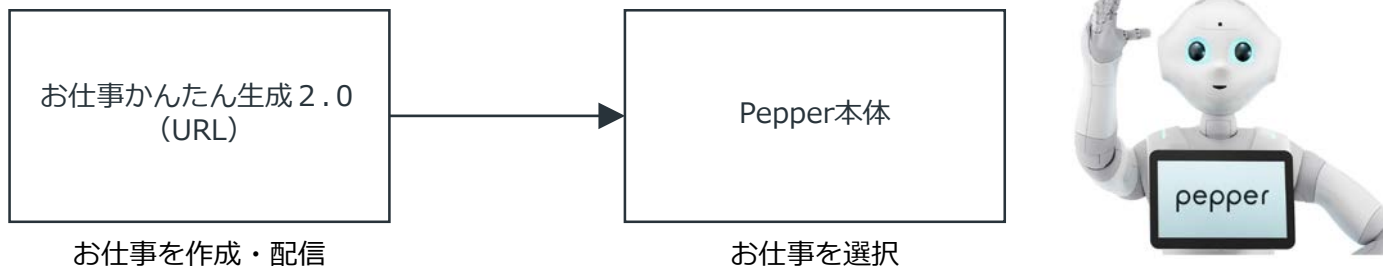 お仕事かんたん生成２.0
（URL）
Pepper本体
pepper
お仕事を作成・配信
お仕事を選択